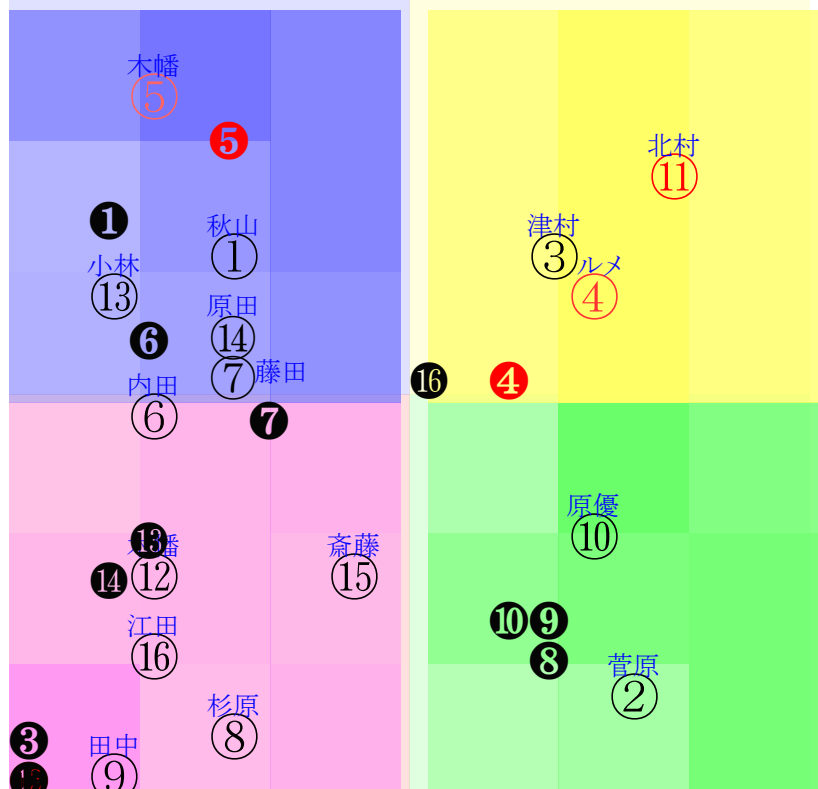 木幡
⑤
❺
北村
⑪
❶
秋山
①
津村
③
ルメ
④
小林
⑬
原田
⑭
❻
藤田
⑦
内田
⑥
⓰
❹
❼
原優
⑩
⓭
⑫
⓮
斎藤
⑮
江田
⑯
❿
❾
❽
菅原
②
杉原
⑧
❸
田中
⑨